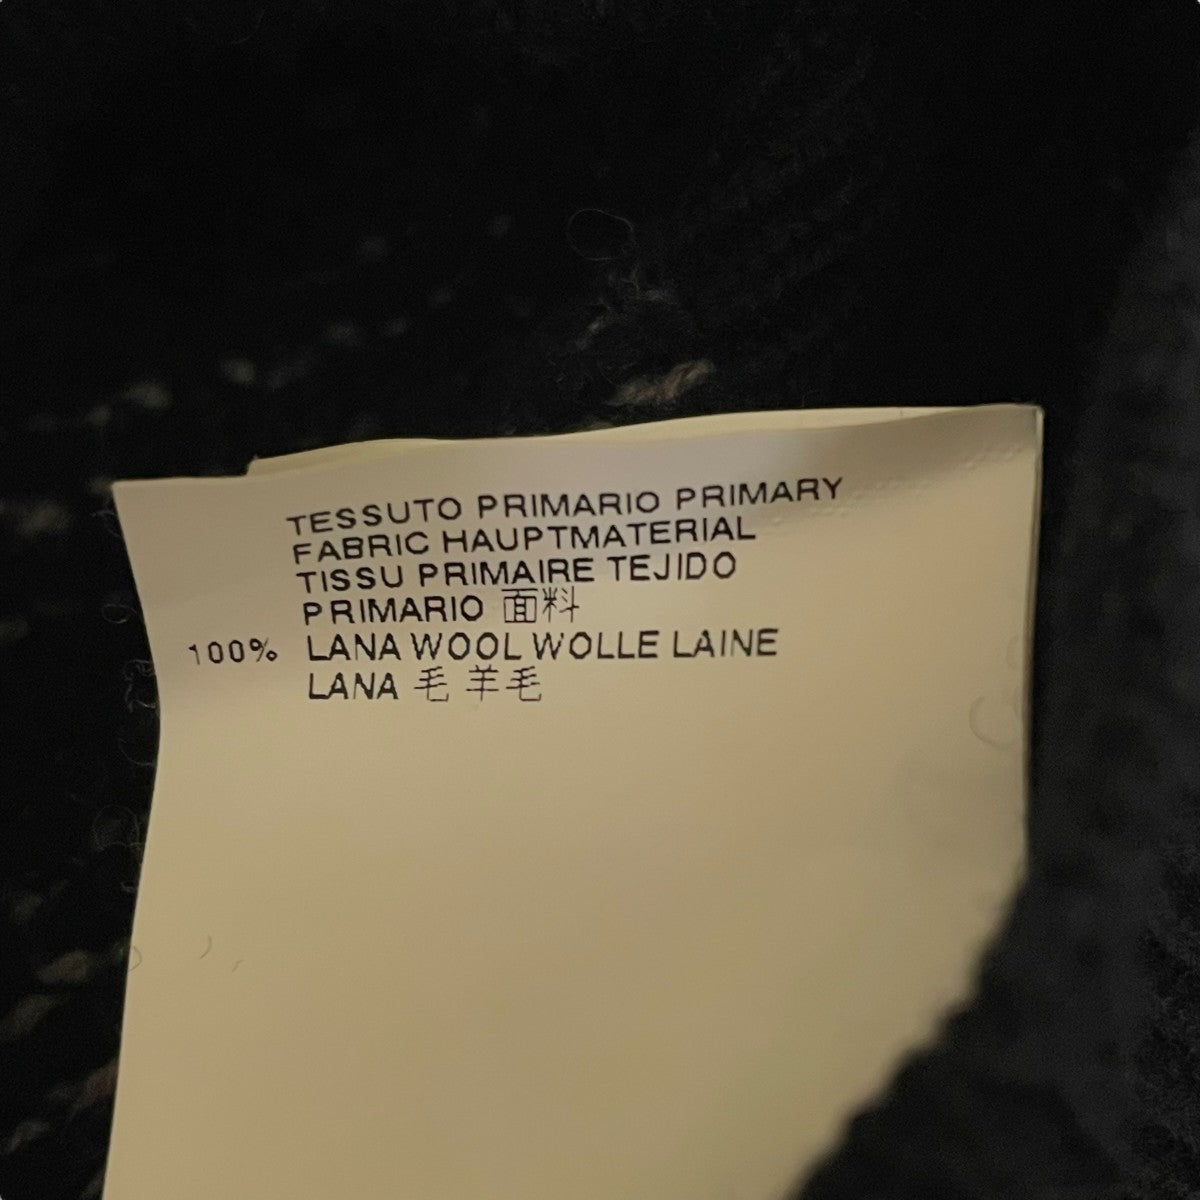 TESSUTO PRIMARIO PRIMARY
FABRIC HAUPTMATERIAL
TISSU PRIMAIRE TEJIDO
PRIMARIO 面料
100% LANA WOOL WOLLE LAINE
LANA 毛 羊毛